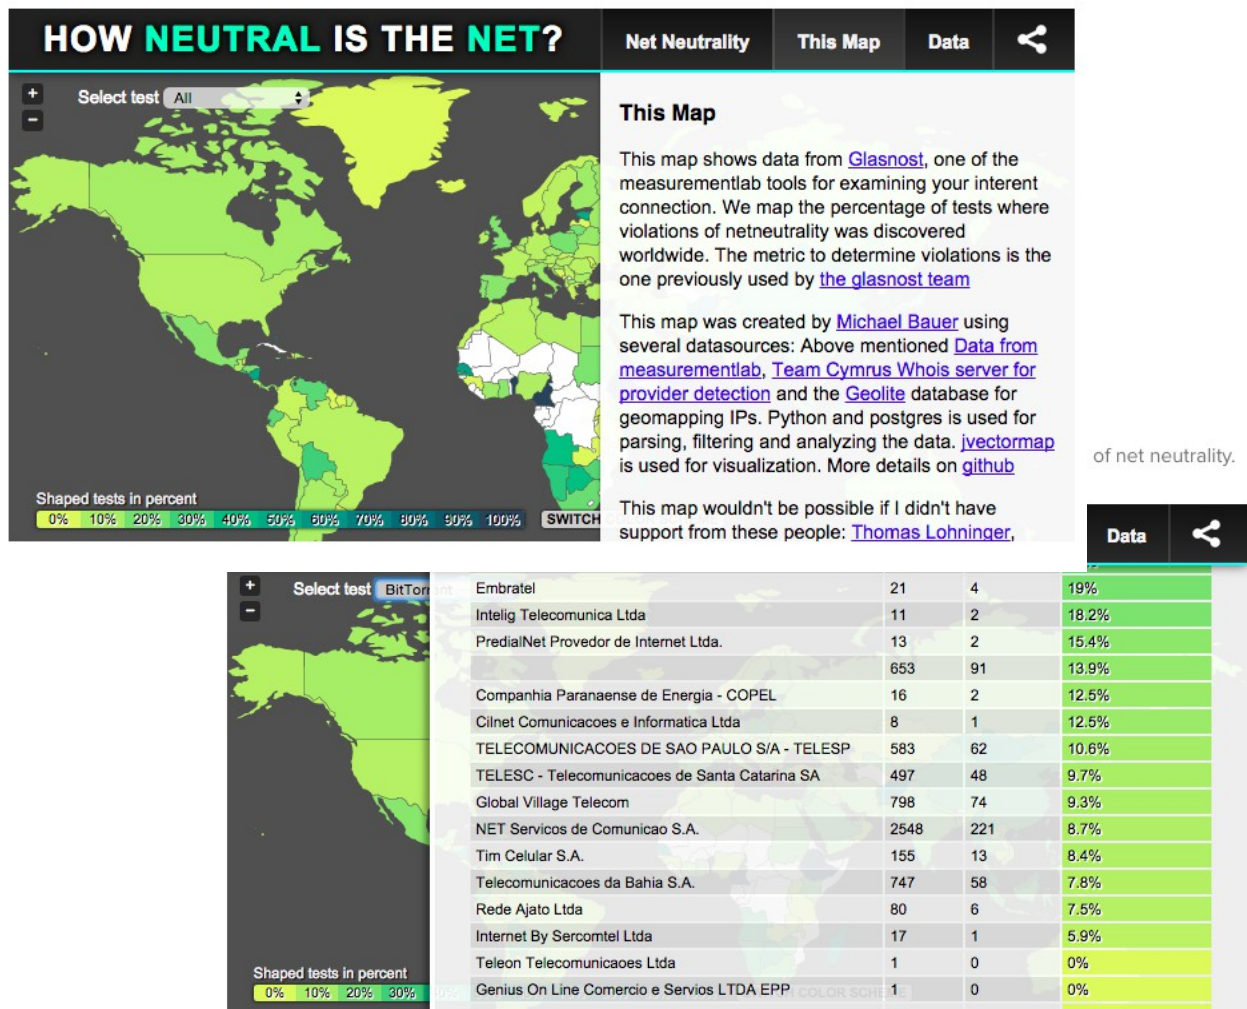 HOW NEUTRAL IS THE NET?
Net Neutrality
This Map
Data
+
-
Select test All
This Map
This map shows data from Glasnost, one of the
measurementlab tools for examining your interent
connection. We map the percentage of tests where
violations of netneutrality was discovered
worldwide. The metric to determine violations is the
one previously used by the glasnost team
This map was created by Michael Bauer using
several datasources: Above mentioned Data from
measurementlab, Team Cymrus Whois server for
provider detection and the Geolite database for
geomapping IPs. Python and postgres is used for
parsing, filtering and analyzing the data. jvectormap
is used for visualization. More details on github
This map wouldn't be possible if I didn't have
support from these people: Thomas Lohninger,
Shaped tests in percent
0% 10% 20% 30% 40% 50% 60% 70% 80% 90% 100%
SWITCH COLOR SCHEME
of net neutrality.
Data
+
-
Select test BitTorrent
Embratel 21 4 19%
Intelig Telecomunica Ltda 11 2 18.2%
PredialNet Provedor de Internet Ltda. 13 2 15.4%
653 91 13.9%
Companhia Paranaense de Energia - COPEL 16 2 12.5%
Cilnet Comunicacoes e Informatica Ltda 8 1 12.5%
TELECOMUNICACOES DE SAO PAULO S/A - TELESP 583 62 10.6%
TELESC - Telecomunicacoes de Santa Catarina SA 497 48 9.7%
Global Village Telecom 798 74 9.3%
NET Servicos de Comunicao S.A. 2548 221 8.7%
Tim Celular S.A. 155 13 8.4%
Telecomunicacoes da Bahia S.A. 747 58 7.8%
Rede Ajato Ltda 80 6 7.5%
Internet By Sercomtel Ltda 17 1 5.9%
Teleon Telecomunicaoes Ltda 1 0 0%
Genius On Line Comercio e Servios LTDA EPP 1 0 0%
Shaped tests in percent
0% 10% 20% 30% 40%
COLOR SCHEME